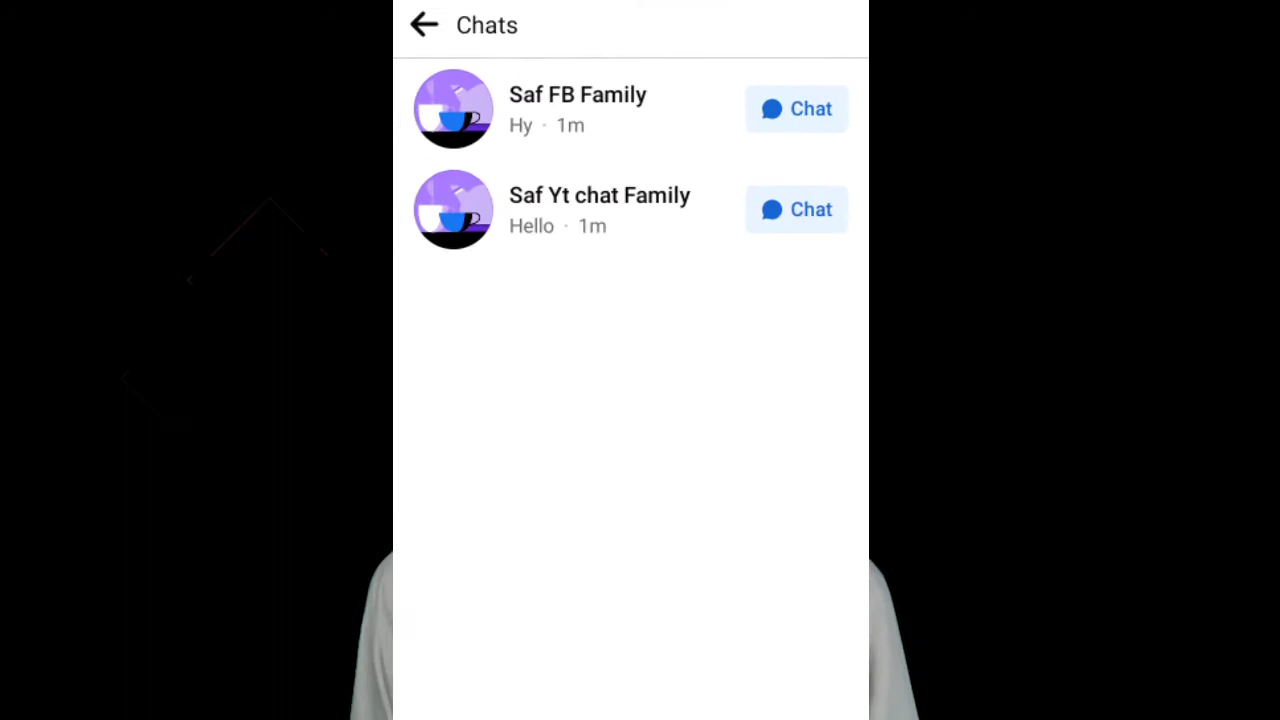 Chats
Saf FB Family
Hy · 1m
Chat
Saf Yt chat Family
Hello · 1m
Chat